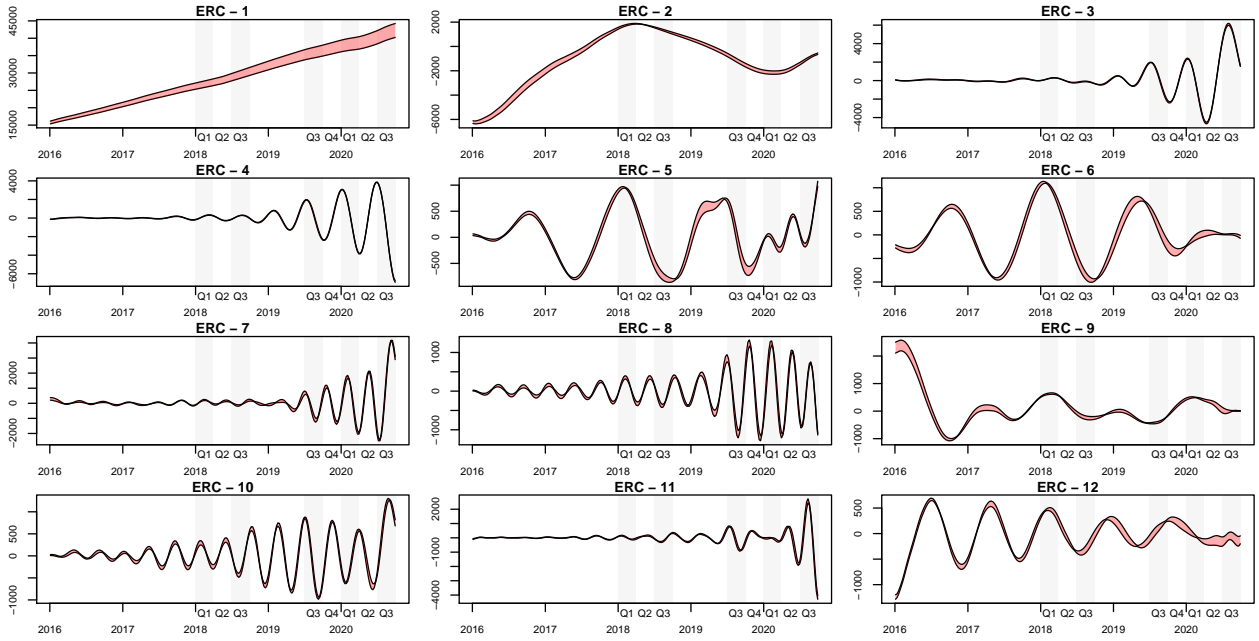 ERC − 1
45000
30000
15000
Q1 Q2 Q3 Q3 Q4 Q1 Q2 Q3
2016 2017 2018 2019 2020
ERC − 2
2000
−2000
−6000
Q1 Q2 Q3 Q3 Q4 Q1 Q2 Q3
2016 2017 2018 2019 2020
ERC − 3
4000
0
−4000
Q1 Q2 Q3 Q3 Q4 Q1 Q2 Q3
2016 2017 2018 2019 2020
ERC − 4
4000
0
−6000
Q1 Q2 Q3 Q3 Q4 Q1 Q2 Q3
2016 2017 2018 2019 2020
ERC − 5
500
0
−500
Q1 Q2 Q3 Q3 Q4 Q1 Q2 Q3
2016 2017 2018 2019 2020
ERC − 6
500
0
−1000
Q1 Q2 Q3 Q3 Q4 Q1 Q2 Q3
2016 2017 2018 2019 2020
ERC − 7
2000
0
−2000
Q1 Q2 Q3 Q3 Q4 Q1 Q2 Q3
2016 2017 2018 2019 2020
ERC − 8
1000
0
−1000
Q1 Q2 Q3 Q3 Q4 Q1 Q2 Q3
2016 2017 2018 2019 2020
ERC − 9
1000
0
−1000
Q1 Q2 Q3 Q3 Q4 Q1 Q2 Q3
2016 2017 2018 2019 2020
ERC − 10
500
0
−1000
Q1 Q2 Q3 Q3 Q4 Q1 Q2 Q3
2016 2017 2018 2019 2020
ERC − 11
2000
−1000
−4000
Q1 Q2 Q3 Q3 Q4 Q1 Q2 Q3
2016 2017 2018 2019 2020
ERC − 12
500
0
−1000
Q1 Q2 Q3 Q3 Q4 Q1 Q2 Q3
2016 2017 2018 2019 2020